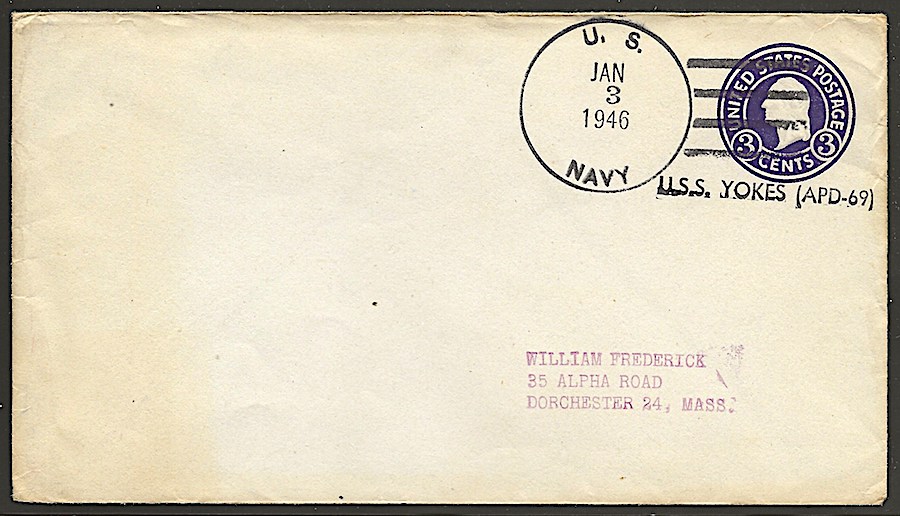 U. S.
JAN
3
1946
NAVY
UNITED STATES POSTAGE
3 CENTS 3
U.S.S. YOKES (APD-69)
WILLIAM FREDERICK
35 ALPHA ROAD
DORCHESTER 24, MASS.